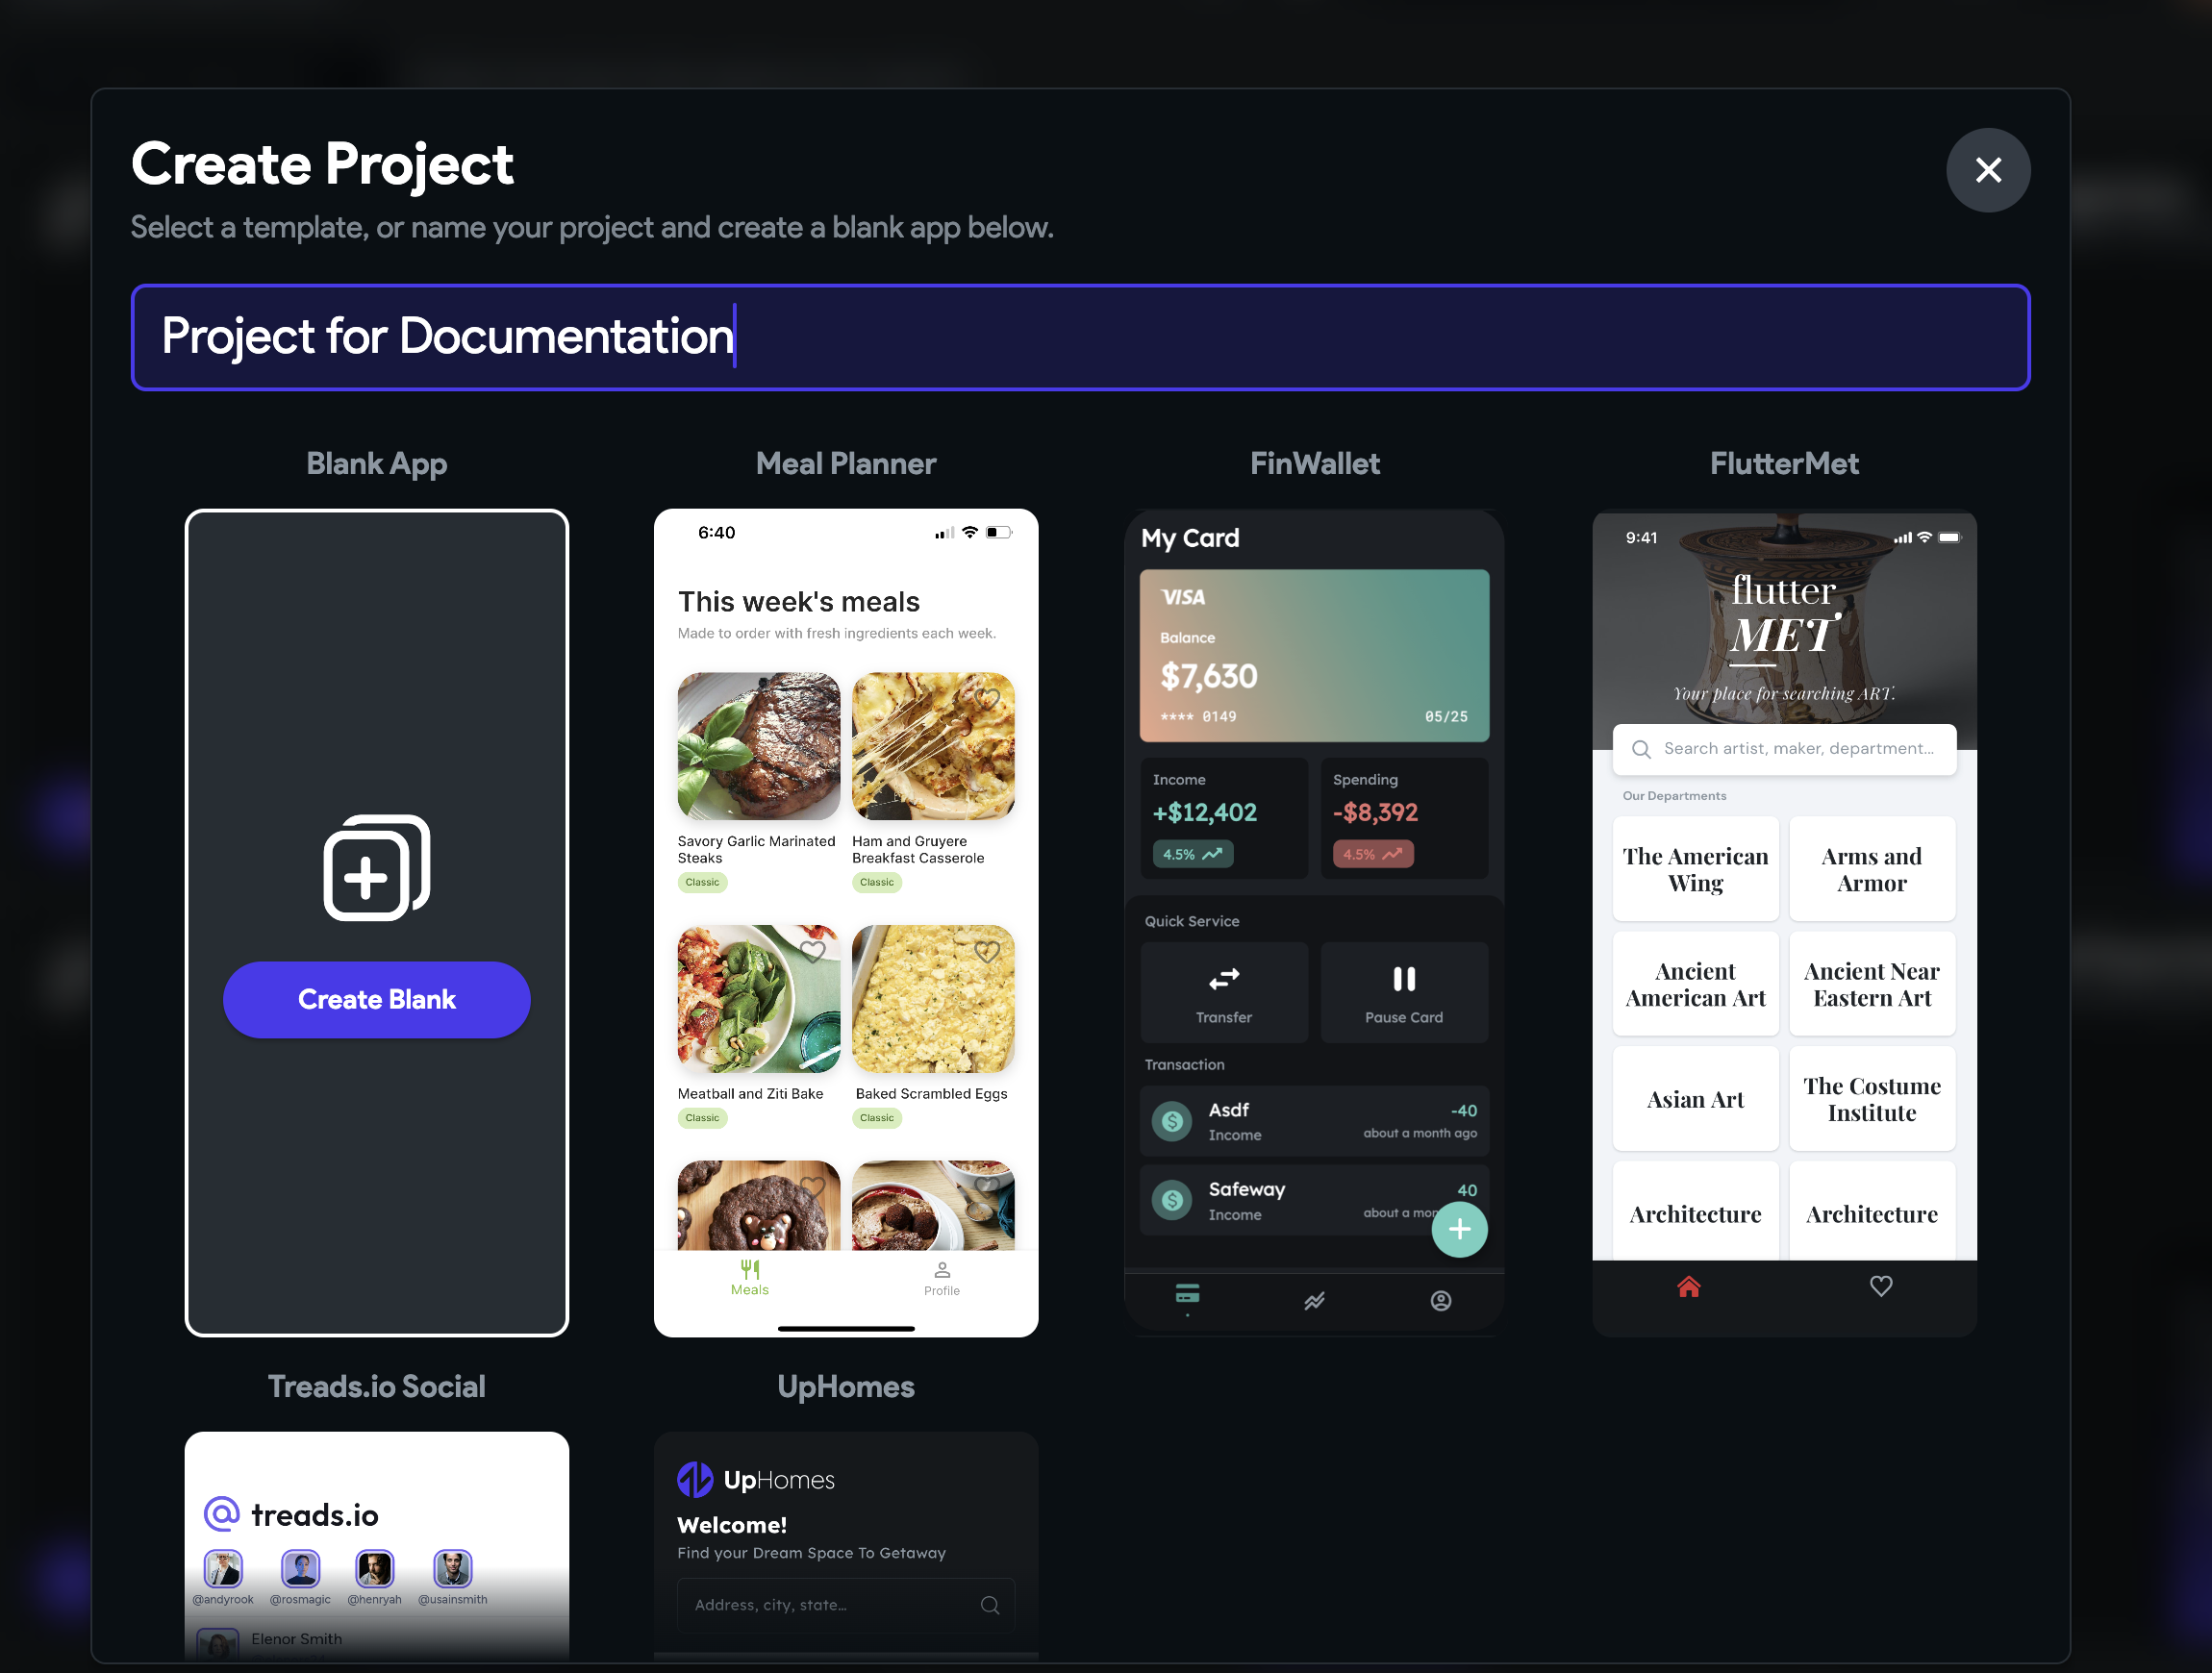 Create Project
Select a template, or name your project and create a blank app below.
Project for Documentation
Blank App
Create Blank
Meal Planner
6:40
This week's meals
Made to order with fresh ingredients each week.
Savory Garlic Marinated
Steaks
Classic
Ham and Gruyere
Breakfast Casserole
Classic
Meatball and Ziti Bake
Classic
Baked Scrambled Eggs
Classic
Meals
Profile
FinWallet
My Card
VISA
Balance
$7,630
**** 0149
05/25
Income
+$12,402
4.5%
Spending
-$8,392
4.5%
Quick Service
Transfer
Pause Card
Transaction
Asdf
-40
Income
about a month ago
Safeway
40
Income
about a mon
FlutterMet
9:41
flutter
MET
Your place for searching ART.
Search artist, maker, department...
Our Departments
The American
Wing
Arms and
Armor
Ancient
American Art
Ancient Near
Eastern Art
Asian Art
The Costume
Institute
Architecture
Architecture
Treads.io Social
@ treads.io
@andyrook
@rosmagic
@henryah
@usainsmith
Elenor Smith
UpHomes
UpHomes
Welcome!
Find your Dream Space To Getaway
Address, city, state...